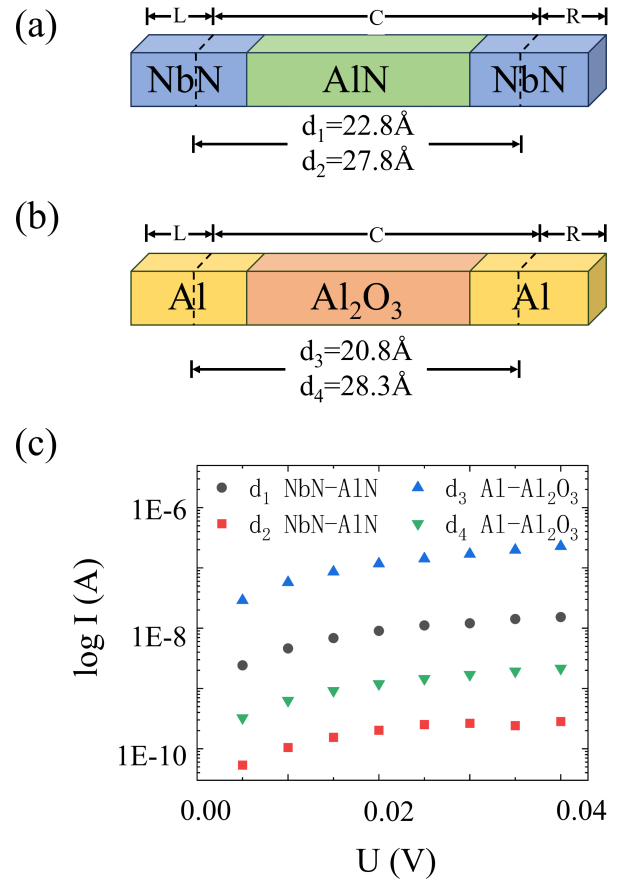 (a)
L C R
NbN AlN NbN
d₁=22.8Å
d₂=27.8Å
(b)
L C R
Al Al₂O₃ Al
d₃=20.8Å
d₄=28.3Å
(c)
d₁ NbN-AlN d₃ Al-Al₂O₃
d₂ NbN-AlN d₄ Al-Al₂O₃
1E-6
1E-8
1E-10
log I (A)
0.00 0.02 0.04
U (V)